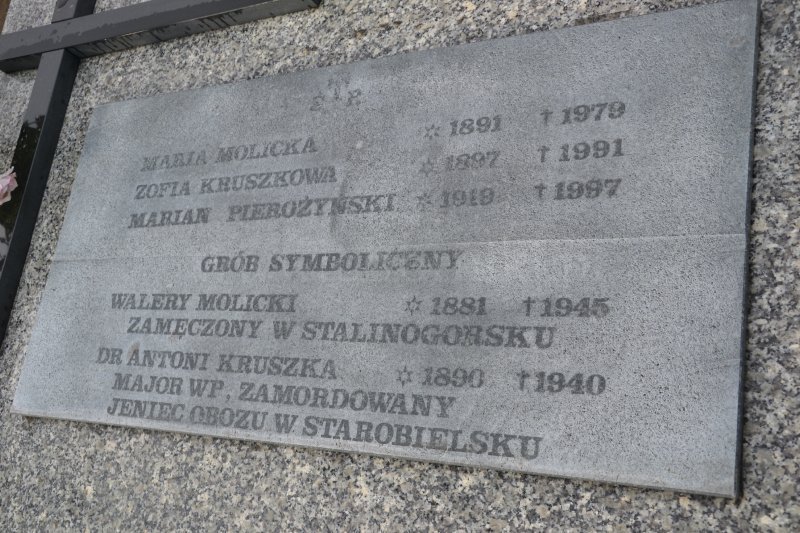 Ś T P
MARIA MOLICKA ☆ 1891 † 1979
ZOFIA KRUSZKOWA ☆ 1897 † 1991
MARIAN PIEROŻYŃSKI ☆ 1919 † 1997
GRÓB SYMBOLICZNY
WALERY MOLICKI ☆ 1881 † 1945
ZAMĘCZONY W STALINOGORSKU
DR ANTONI KRUSZKA ☆ 1890 † 1940
MAJOR WP. ZAMORDOWANY
JENIEC OBOZU W STAROBIELSKU